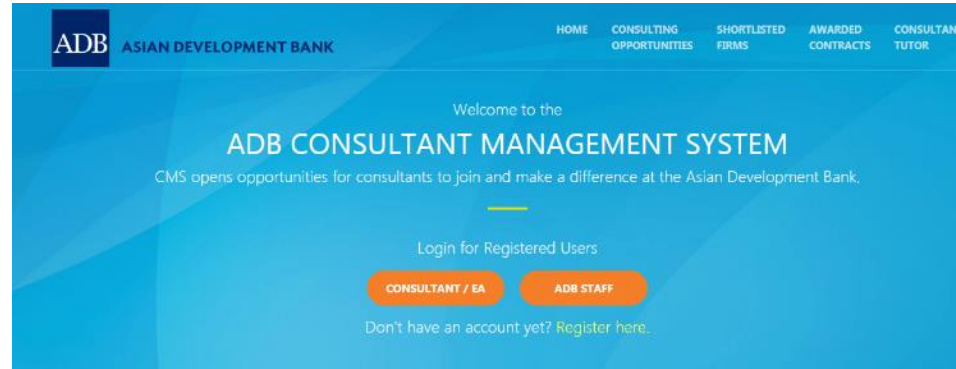 ADB ASIAN DEVELOPMENT BANK
HOME
CONSULTING
OPPORTUNITIES
SHORTLISTED
FIRMS
AWARDED
CONTRACTS
CONSULTAN
TUTOR
Welcome to the
ADB CONSULTANT MANAGEMENT SYSTEM
CMS opens opportunities for consultants to join and make a difference at the Asian Development Bank.
Login for Registered Users
CONSULTANT / EA
ADB STAFF
Don't have an account yet? Register here.